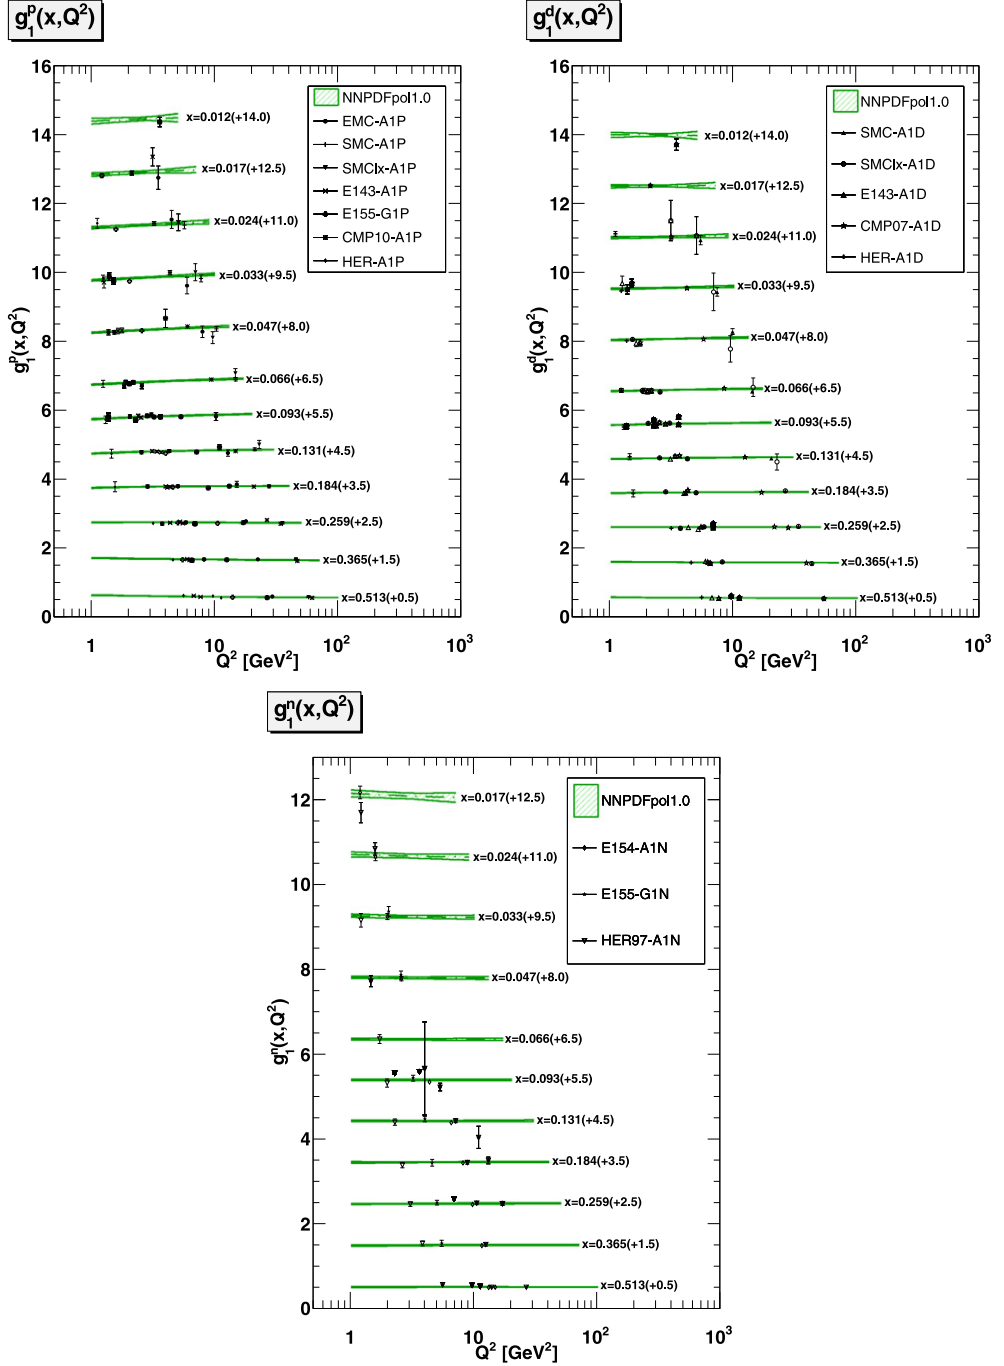 g₁ᵖ(x,Q²)
16
14
12
10
8
6
4
2
0
g₁ᵖ(x,Q²)
NNPDFpol1.0
EMC-A1P
SMC-A1P
SMClx-A1P
E143-A1P
E155-G1P
CMP10-A1P
HER-A1P
x=0.012(+14.0)
x=0.017(+12.5)
x=0.024(+11.0)
x=0.033(+9.5)
x=0.047(+8.0)
x=0.066(+6.5)
x=0.093(+5.5)
x=0.131(+4.5)
x=0.184(+3.5)
x=0.259(+2.5)
x=0.365(+1.5)
x=0.513(+0.5)
1 10 10² 10³
Q² [GeV²]
g₁ᵈ(x,Q²)
16
14
12
10
8
6
4
2
0
g₁ᵈ(x,Q²)
NNPDFpol1.0
SMC-A1D
SMClx-A1D
E143-A1D
CMP07-A1D
HER-A1D
x=0.012(+14.0)
x=0.017(+12.5)
x=0.024(+11.0)
x=0.033(+9.5)
x=0.047(+8.0)
x=0.066(+6.5)
x=0.093(+5.5)
x=0.131(+4.5)
x=0.184(+3.5)
x=0.259(+2.5)
x=0.365(+1.5)
x=0.513(+0.5)
1 10 10² 10³
Q² [GeV²]
g₁ⁿ(x,Q²)
12
10
8
6
4
2
0
g₁ⁿ(x,Q²)
NNPDFpol1.0
E154-A1N
E155-G1N
HER97-A1N
x=0.017(+12.5)
x=0.024(+11.0)
x=0.033(+9.5)
x=0.047(+8.0)
x=0.066(+6.5)
x=0.093(+5.5)
x=0.131(+4.5)
x=0.184(+3.5)
x=0.259(+2.5)
x=0.365(+1.5)
x=0.513(+0.5)
1 10 10² 10³
Q² [GeV²]